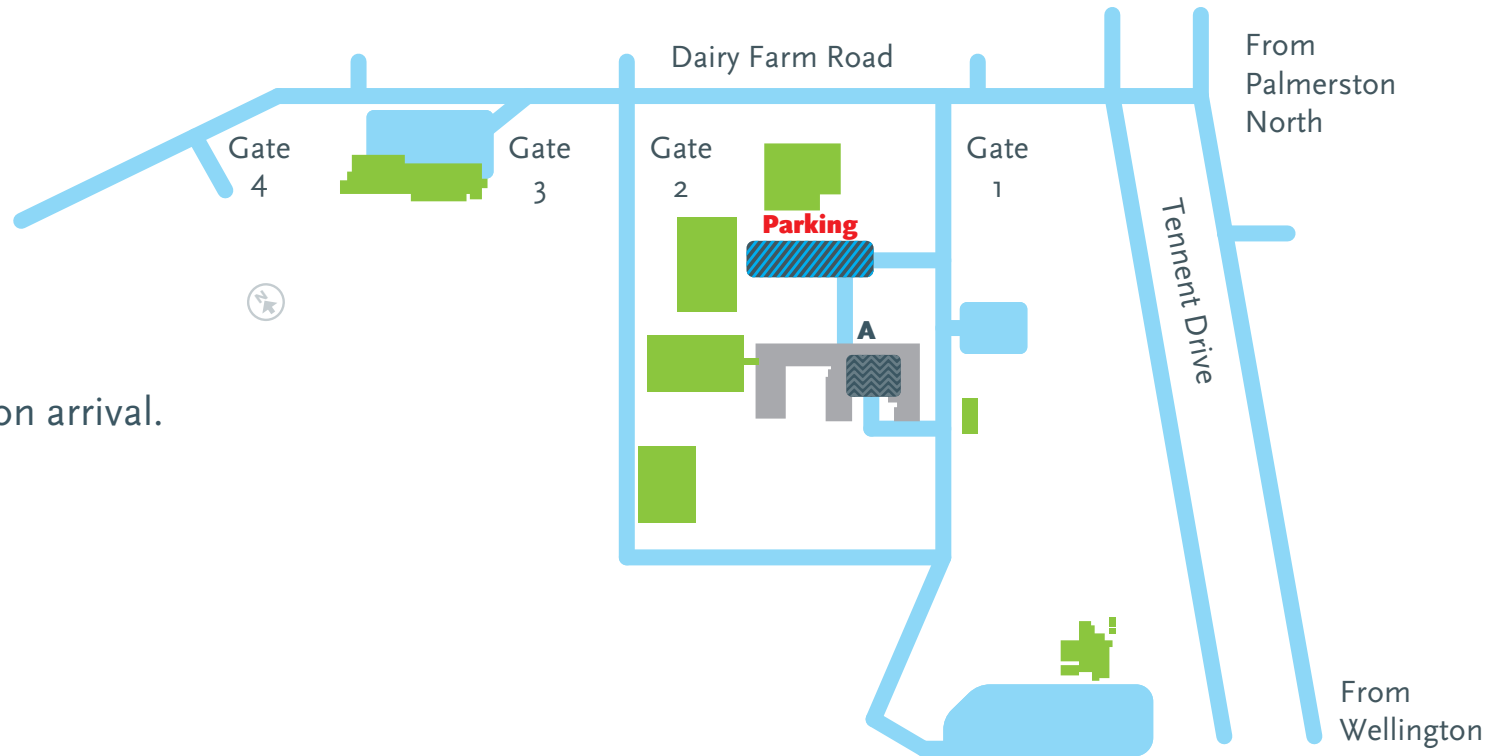 Dairy Farm Road
From
Palmerston
North
Gate
4
Gate
3
Gate
2
Gate
1
Parking
Tennent Drive
N
A
on arrival.
From
Wellington